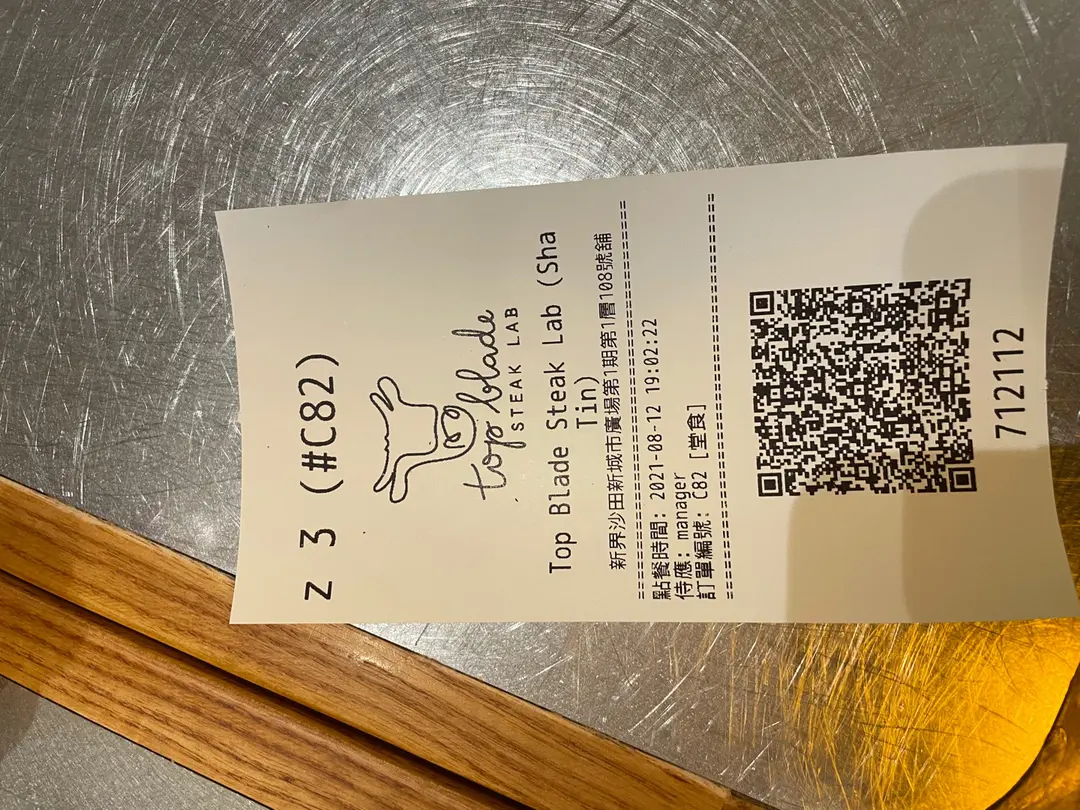 z 3 (#C82)
top blade
STEAK LAB
Top Blade Steak Lab (Sha
Tin)
新界沙田新城市廣場第1期第1層108號舖
================================================
點餐時間: 2021-08-12 19:02:22
侍應: manager
訂單編號: C82 [堂食]
================================================
712112